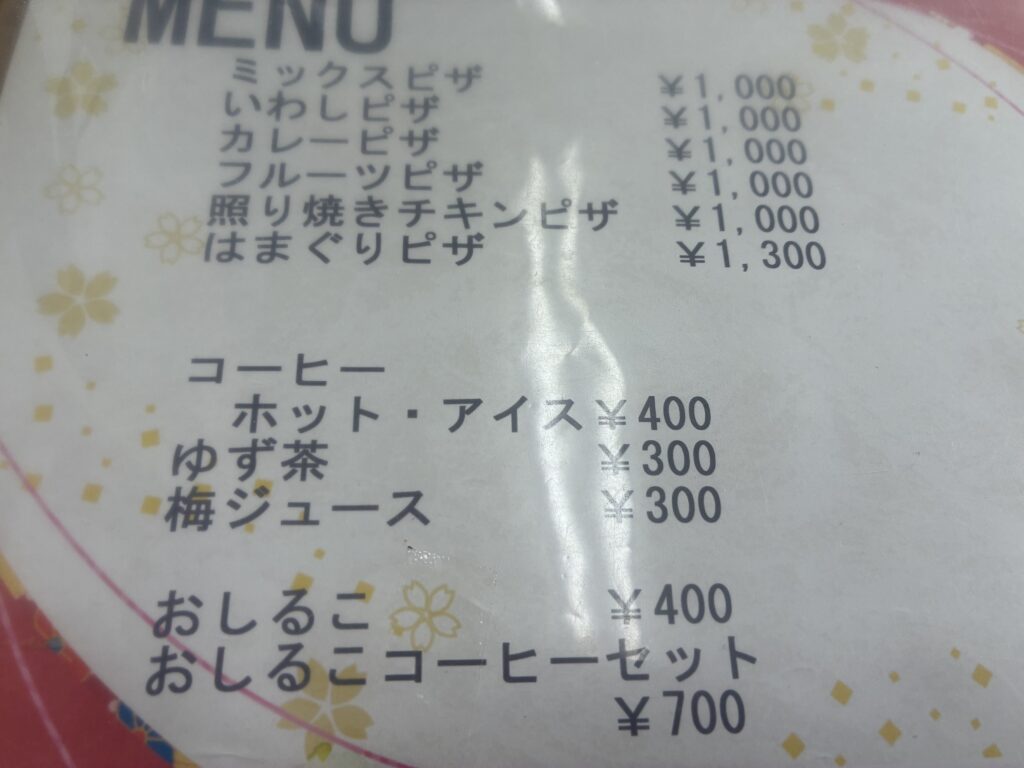 MENU
ミックスピザ ¥1,000
いわしピザ ¥1,000
カレーピザ ¥1,000
フルーツピザ ¥1,000
照り焼きチキンピザ ¥1,000
はまぐりピザ ¥1,300
コーヒー
ホット・アイス ¥400
ゆず茶 ¥300
梅ジュース ¥300
おしるこ ¥400
おしるこコーヒーセット
¥700